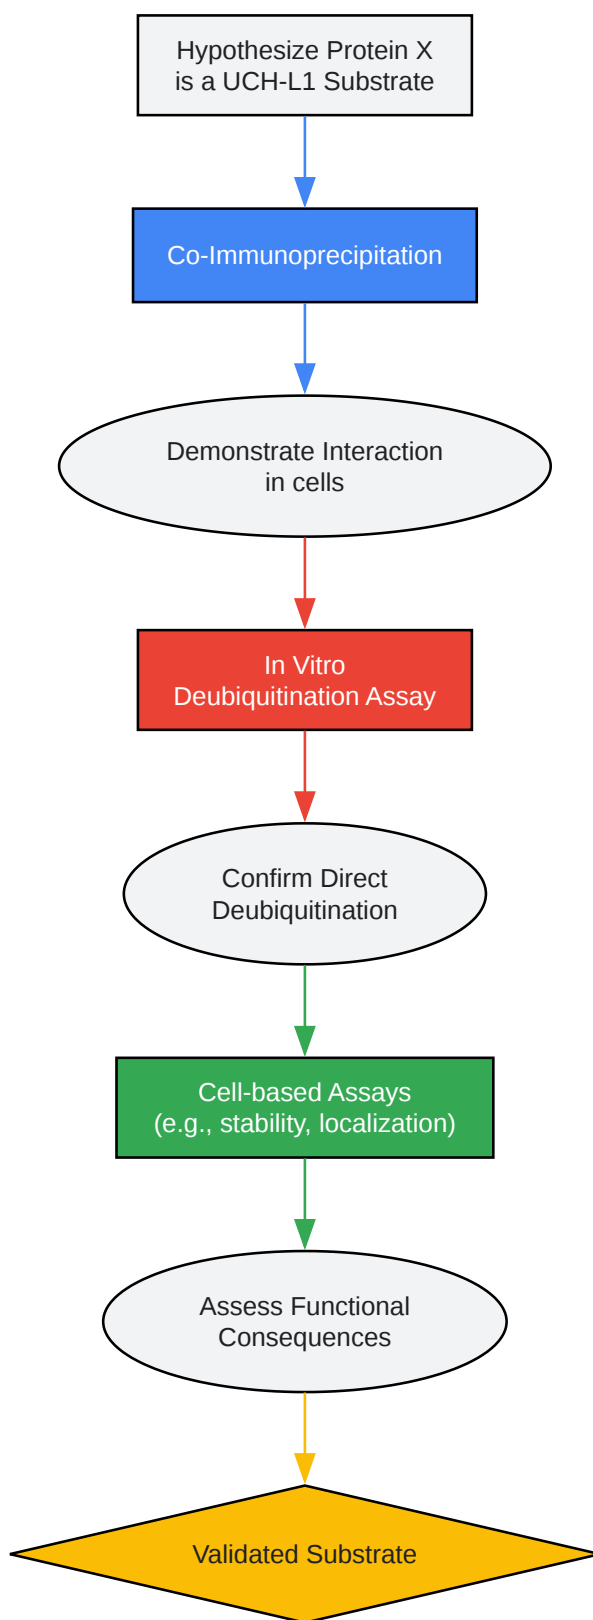 Hypothesize Protein X
is a UCH-L1 Substrate
Co-Immunoprecipitation
Demonstrate Interaction
in cells
In Vitro
Deubiquitination Assay
Confirm Direct
Deubiquitination
Cell-based Assays
(e.g., stability, localization)
Assess Functional
Consequences
Validated Substrate